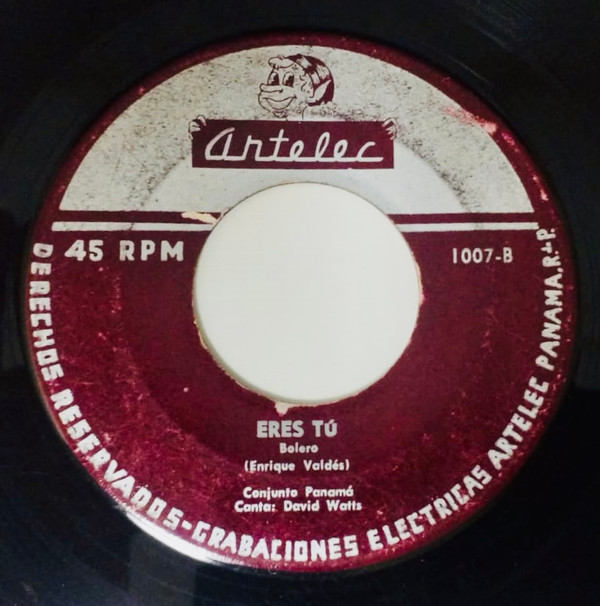 Artelec
45 RPM
1007-B
ERES TÚ
Bolero
(Enrique Valdés)
Conjunto Panamá
Canta: David Watts
DERECHOS RESERVADOS-GRABACIONES ELECTRICAS ARTELEC PANAMA, R. de P.